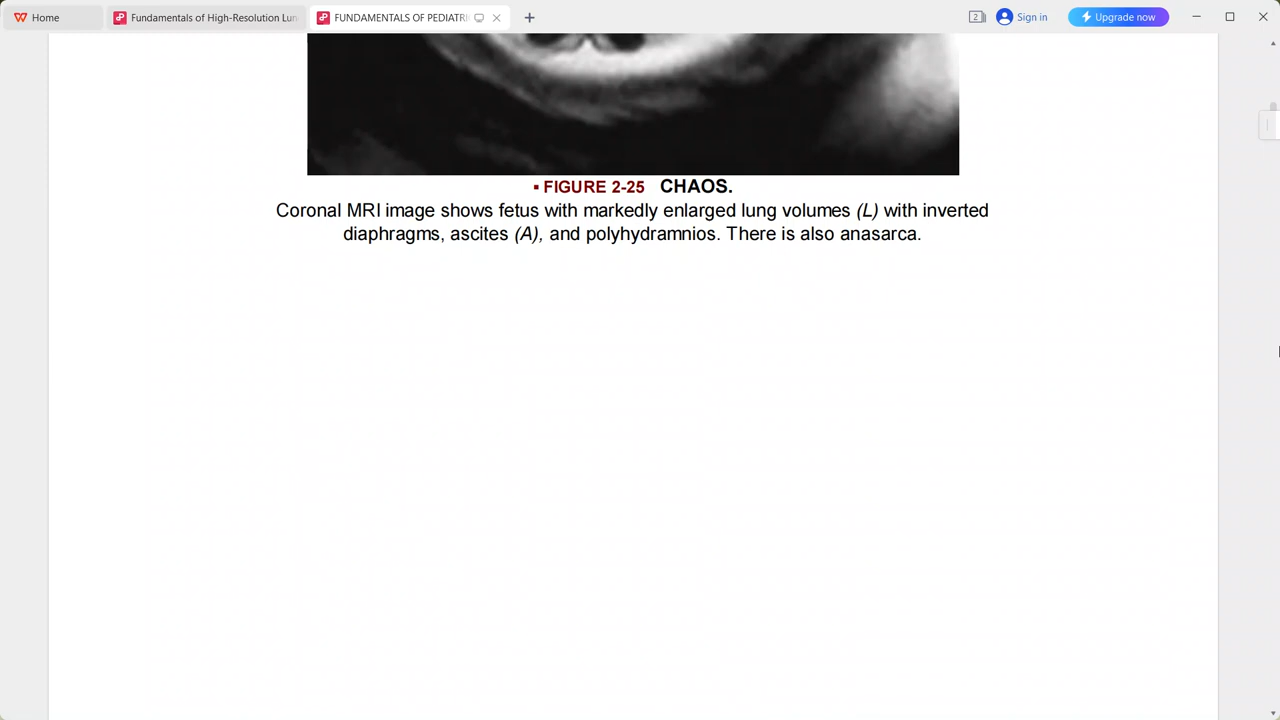 Home
Fundamentals of High-Resolution Lun
FUNDAMENTALS OF PEDIATRI
2
Sign in
Upgrade now
▪ FIGURE 2-25 CHAOS.
Coronal MRI image shows fetus with markedly enlarged lung volumes (L) with inverted
diaphragms, ascites (A), and polyhydramnios. There is also anasarca.